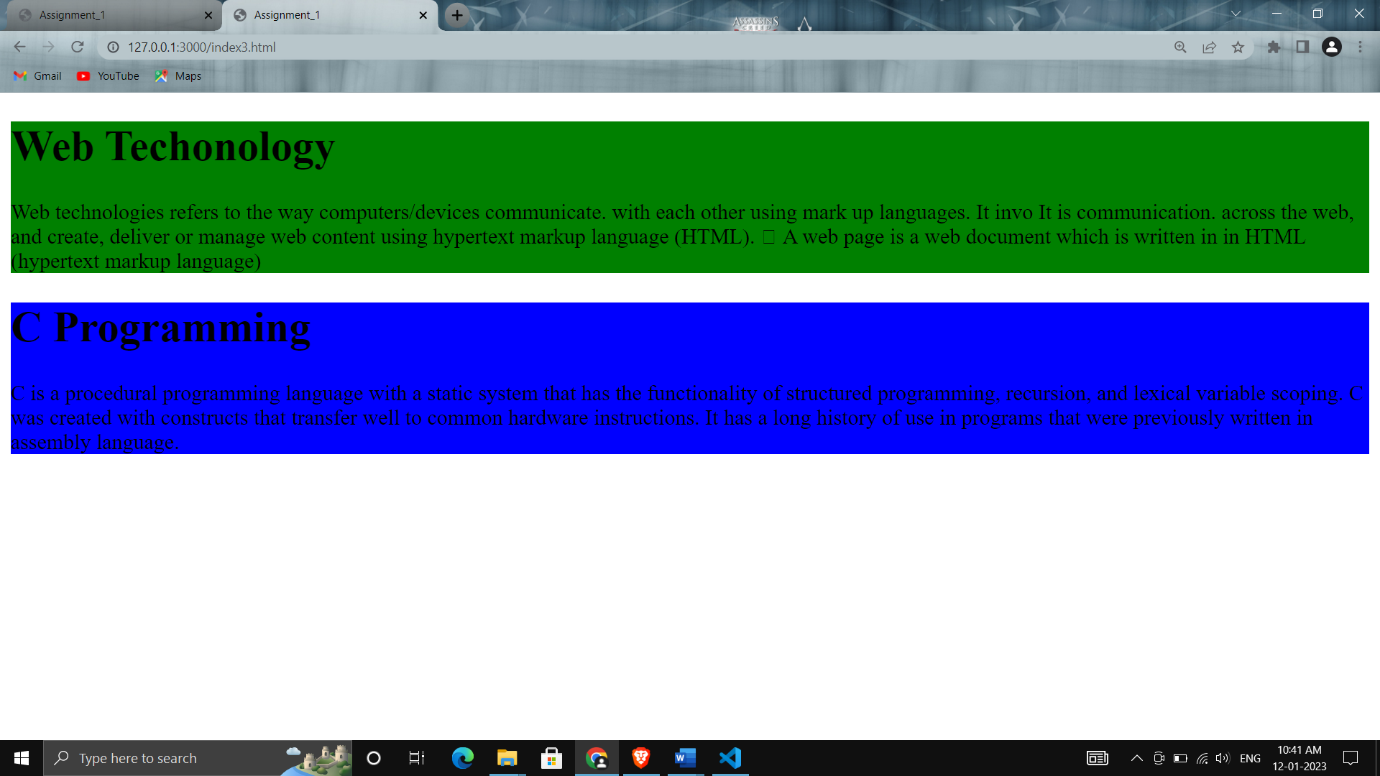 Assignment_1
Assignment_1
ASSASSIN'S
127.0.0.1:3000/index3.html
Gmail
YouTube
Maps
Web Techonology
Web technologies refers to the way computers/devices communicate. with each other using mark up languages. It invo It is communication. across the web,
and create, deliver or manage web content using hypertext markup language (HTML).  A web page is a web document which is written in in HTML
(hypertext markup language)
C Programming
C is a procedural programming language with a static system that has the functionality of structured programming, recursion, and lexical variable scoping. C
was created with constructs that transfer well to common hardware instructions. It has a long history of use in programs that were previously written in
assembly language.
Type here to search
ENG
10:41 AM
12-01-2023